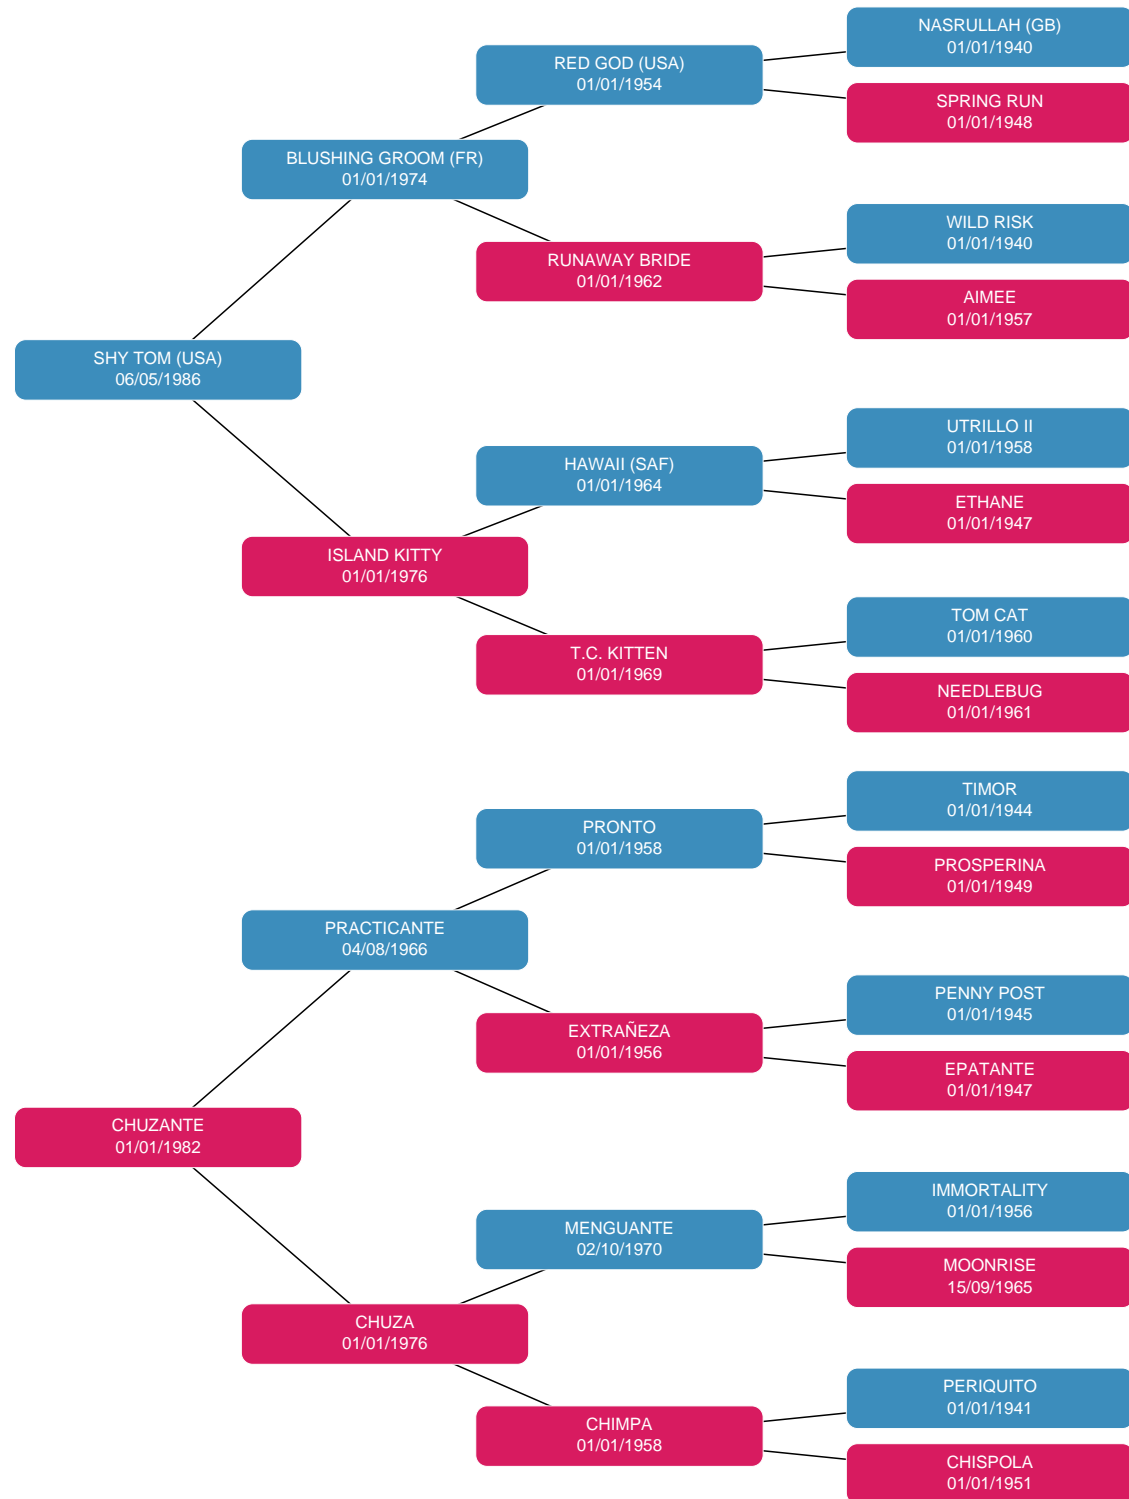 NASRULLAH (GB)
01/01/1940
RED GOD (USA)
01/01/1954
SPRING RUN
01/01/1948
BLUSHING GROOM (FR)
01/01/1974
WILD RISK
01/01/1940
RUNAWAY BRIDE
01/01/1962
AIMEE
01/01/1957
SHY TOM (USA)
06/05/1986
UTRILLO II
01/01/1958
HAWAII (SAF)
01/01/1964
ETHANE
01/01/1947
ISLAND KITTY
01/01/1976
TOM CAT
01/01/1960
T.C. KITTEN
01/01/1969
NEEDLEBUG
01/01/1961
TIMOR
01/01/1944
PRONTO
01/01/1958
PROSPERINA
01/01/1949
PRACTICANTE
04/08/1966
PENNY POST
01/01/1945
EXTRAÑEZA
01/01/1956
EPATANTE
01/01/1947
CHUZANTE
01/01/1982
IMMORTALITY
01/01/1956
MENGUANTE
02/10/1970
MOONRISE
15/09/1965
CHUZA
01/01/1976
PERIQUITO
01/01/1941
CHIMPA
01/01/1958
CHISPOLA
01/01/1951